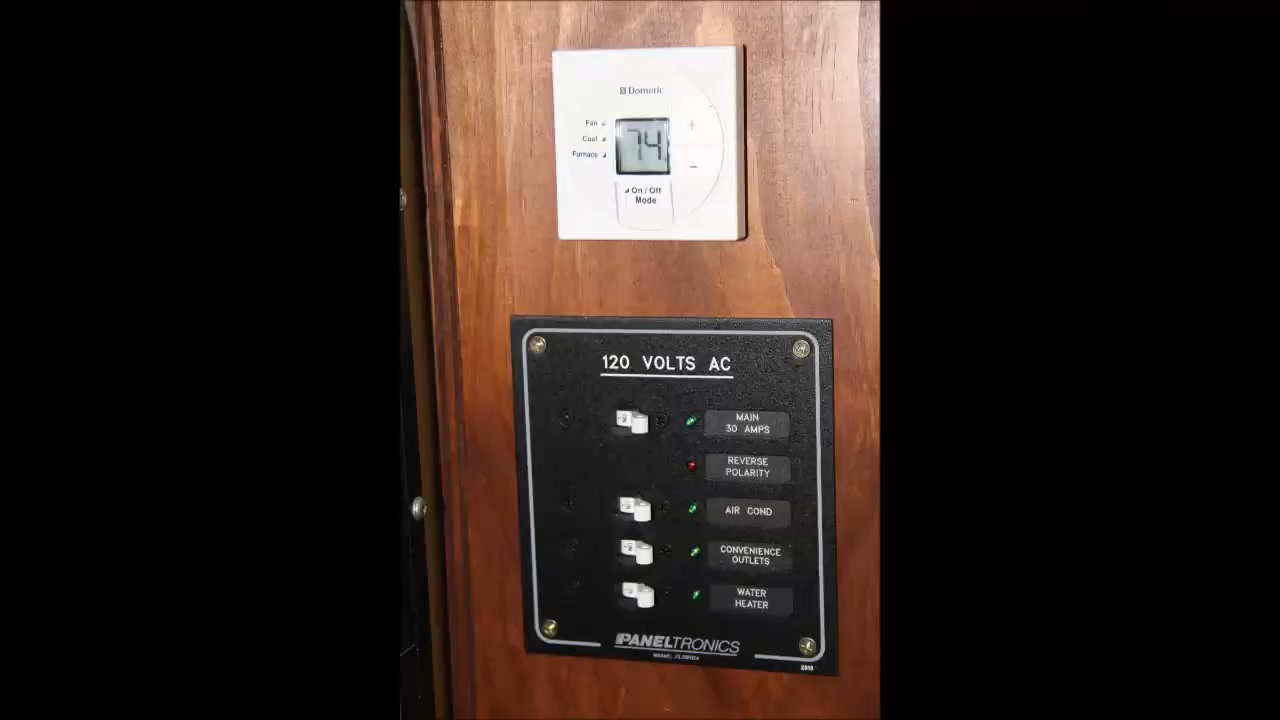 Dometic
Fan
Cool
74
Furnace
+
−
On / Off
Mode
120 VOLTS AC
MAIN
30 AMPS
REVERSE
POLARITY
AIR COND
CONVENIENCE
OUTLETS
WATER
HEATER
PANELTRONICS